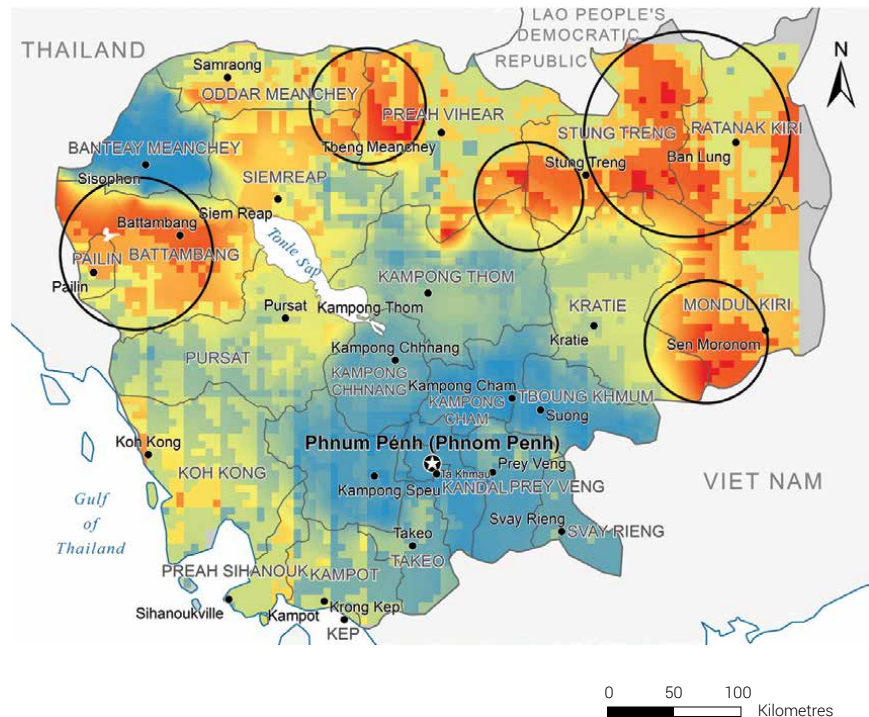 LAO PEOPLE'S
DEMOCRATIC
REPUBLIC
THAILAND
N
Samraong
ODDAR MEANCHEY
PREAH VIHEAR
Tbeng Meanchey
STUNG TRENG
RATANAK KIRI
Ban Lung
Stung Treng
BANTEAY MEANCHEY
Sisophon
SIEMREAP
Siem Reap
Battambang
BATTAMBANG
PAILIN
Pailin
Tonle Sap
KAMPONG THOM
Kampong Thom
Pursat
PURSAT
KRATIE
Kratie
MONDUL KIRI
Sen Moronom
Kampong Chhnang
KAMPONG
CHHNANG
Kampong Cham
KAMPONG
CHAM
TBOUNG KHMUM
Suong
Phnum Pénh (Phnom Penh)
Ta Khmau
Prey Veng
KANDAL
PREY VENG
Koh Kong
KOH KONG
Kampong Speu
VIET NAM
Gulf
of
Thailand
Svay Rieng
SVAY RIENG
Takeo
TAKEO
PREAH SIHANOUK
KAMPOT
Sihanoukville
Kampot
Krong Kep
KEP
0 50 100
Kilometres